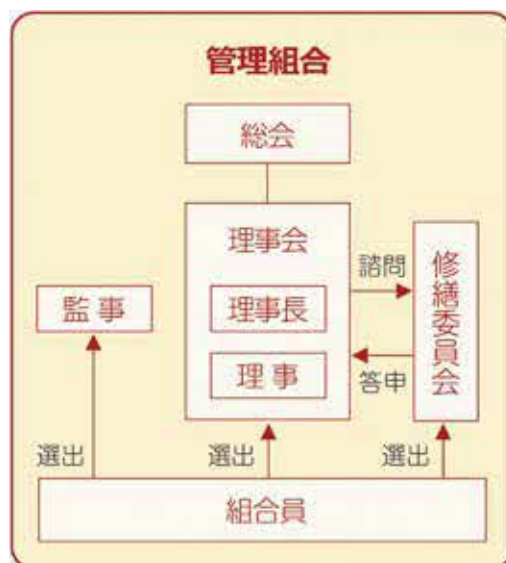 管理組合
総会
理事会
理事長
理事
諮問
答申
修繕委員会
監事
選出
選出
選出
組合員